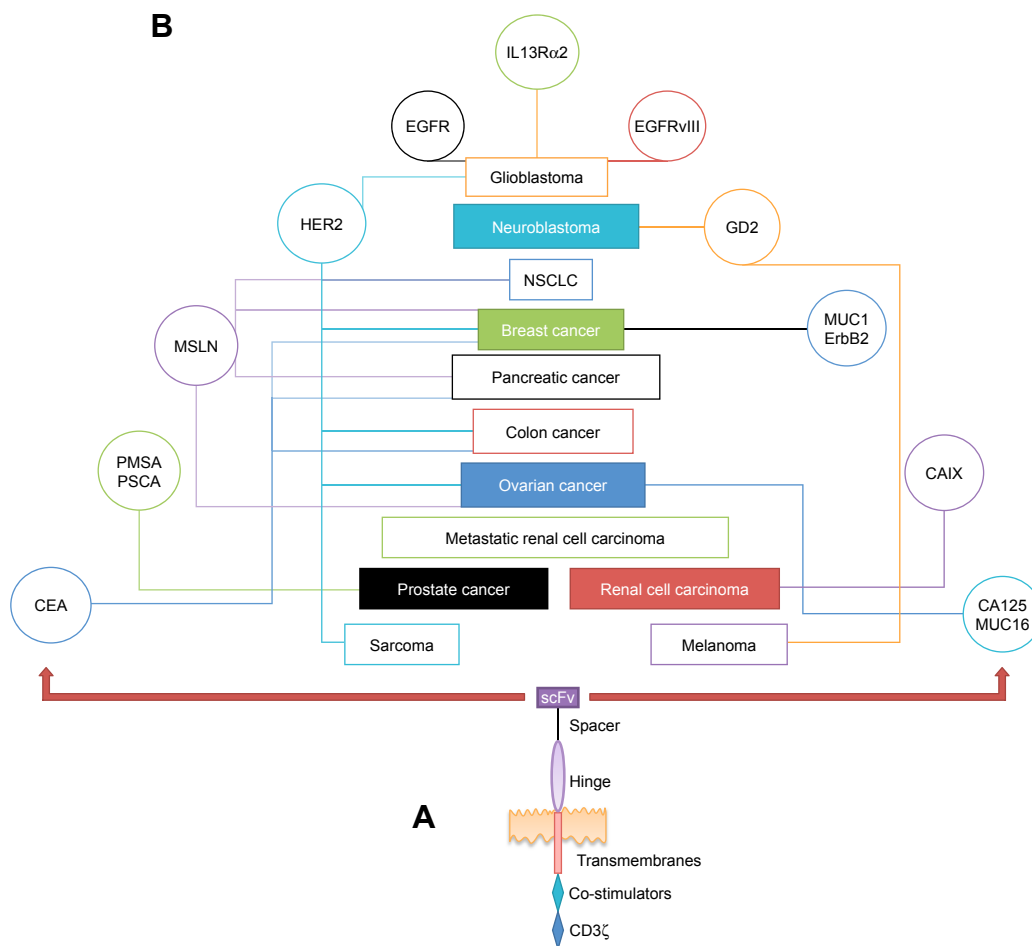 B
IL13Rα2
EGFR
EGFRvIII
Glioblastoma
HER2
Neuroblastoma
GD2
NSCLC
MUC1
ErbB2
Breast cancer
MSLN
Pancreatic cancer
Colon cancer
PMSA
PSCA
CAIX
Ovarian cancer
Metastatic renal cell carcinoma
CEA
Prostate cancer
Renal cell carcinoma
CA125
MUC16
Sarcoma
Melanoma
scFv
Spacer
Hinge
A
Transmembranes
Co-stimulators
CD3ζ